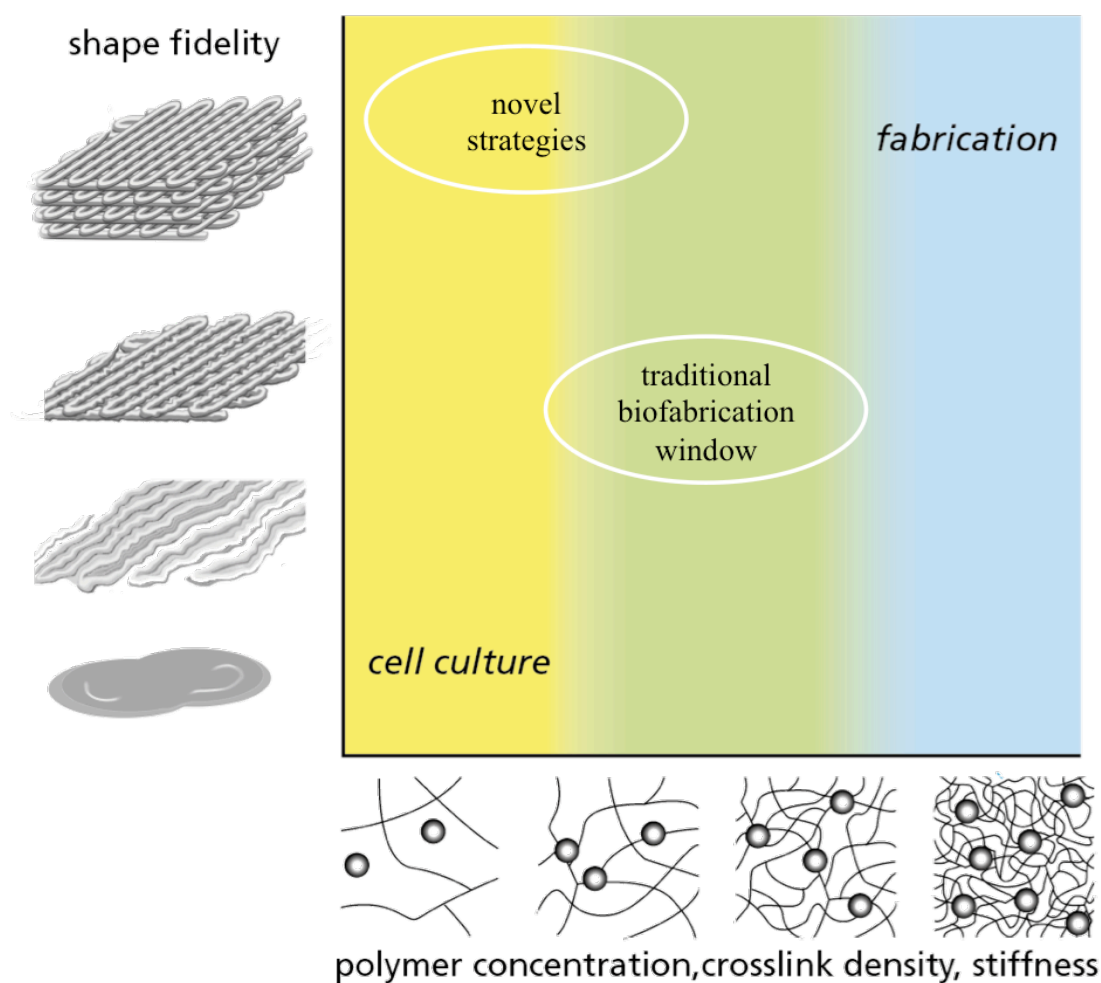 shape fidelity
novel
strategies
fabrication
traditional
biofabrication
window
cell culture
polymer concentration,crosslink density, stiffness